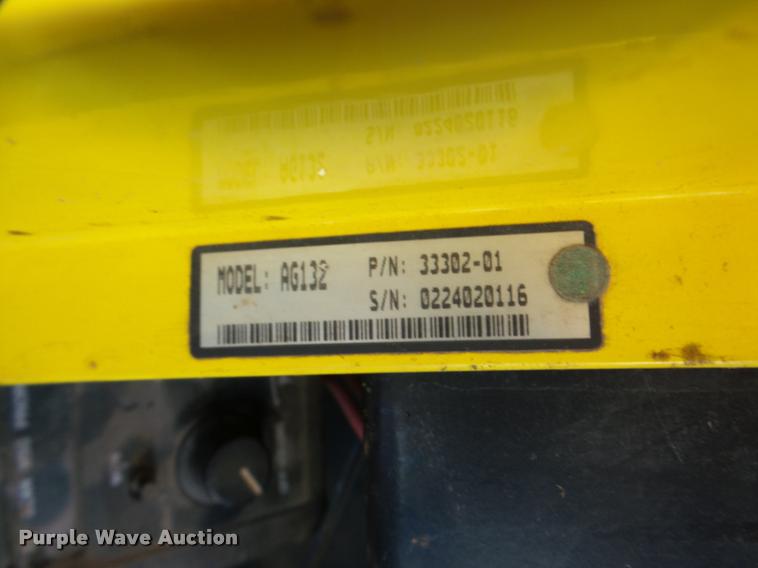 MODEL: AG132 P/N: 33302-01
S/N: 0224020116
Purple Wave Auction